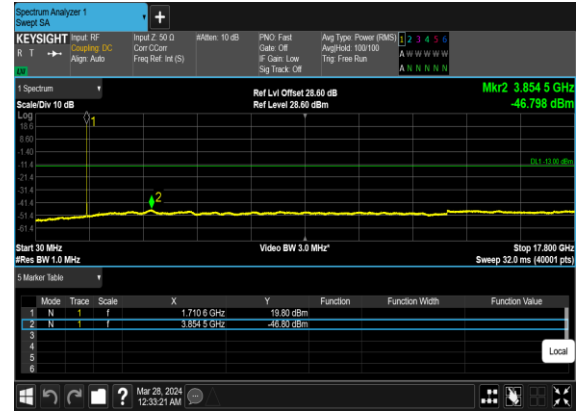 Spectrum Analyzer 1
Swept SA
KEYSIGHT Input: RF Input Z: 50 Ω #Atten: 10 dB PNO: Fast Avg Type: Power (RMS) 1 2 3 4 5 6
R T Coupling: DC Corr CCorr Gate: Off Avg|Hold: 100/100 A W W W W W
Align: Auto Freq Ref: Int (S) IF Gain: Low Trig: Free Run
Sig Track: Off A N N N N N
1 Spectrum Ref Lvl Offset 28.60 dB Mkr2 3.854 5 GHz
Scale/Div 10 dB Ref Level 28.60 dBm -46.798 dBm
Log
18.6
8.60
-1.40
-11.4
-21.4
-31.4
-41.4
-51.4
-61.4
1
DL1 -13.00 dBm
2
Start 30 MHz Video BW 3.0 MHz* Stop 17.800 GHz
#Res BW 1.0 MHz Sweep 32.0 ms (40001 pts)
5 Marker Table
Mode Trace Scale X Y Function Function Width Function Value
1 N 1 f 1.710 6 GHz 19.80 dBm
2 N 1 f 3.854 5 GHz -46.80 dBm
3
4
5
6
Local
Mar 28, 2024
12:33:21 AM